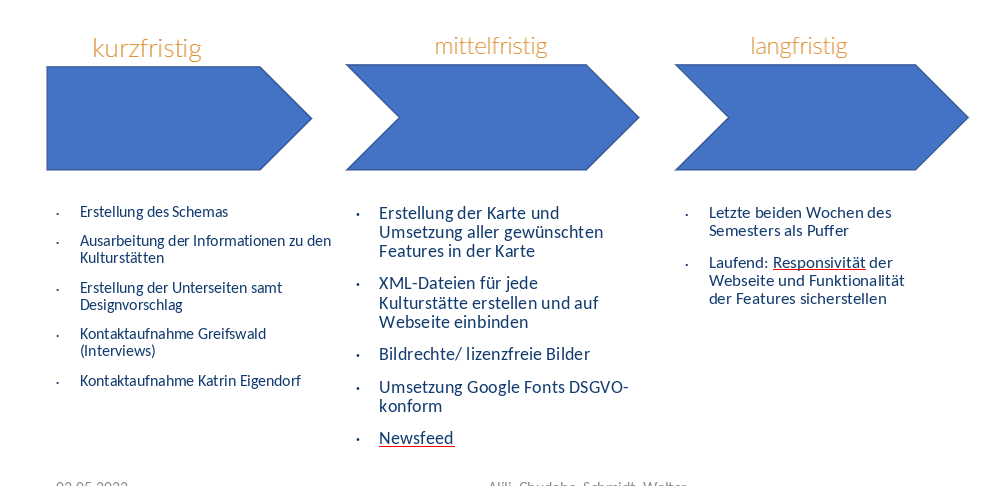 kurzfristig
mittelfristig
langfristig
· Erstellung des Schemas
· Ausarbeitung der Informationen zu den
Kulturstätten
· Erstellung der Unterseiten samt
Designvorschlag
· Kontaktaufnahme Greifswald
(Interviews)
· Kontaktaufnahme Katrin Eigendorf
· Erstellung der Karte und
Umsetzung aller gewünschten
Features in der Karte
· XML-Dateien für jede
Kulturstätte erstellen und auf
Webseite einbinden
· Bildrechte/ lizenzfreie Bilder
· Umsetzung Google Fonts DSGVO-
konform
· Newsfeed
· Letzte beiden Wochen des
Semesters als Puffer
· Laufend: Responsivität der
Webseite und Funktionalität
der Features sicherstellen